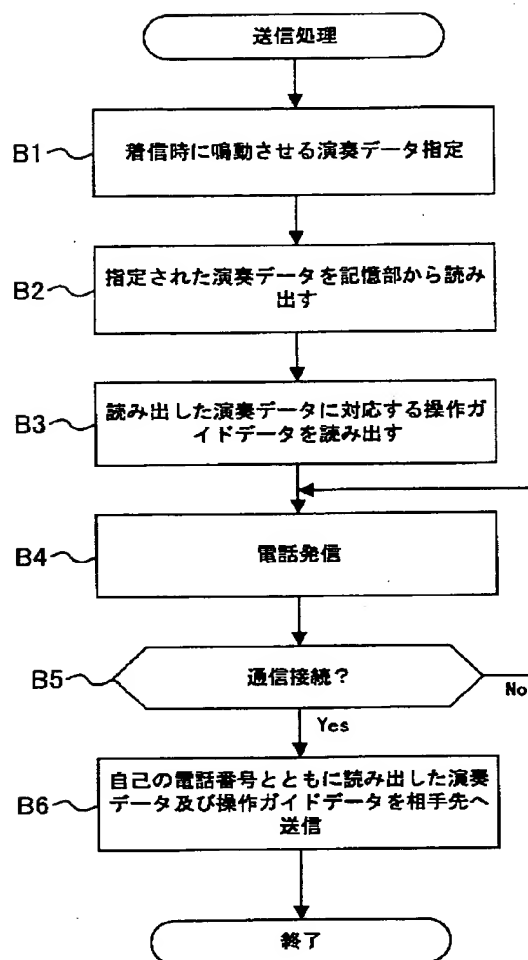 送信処理
B1
着信時に鳴動させる演奏データ指定
B2
指定された演奏データを記憶部から読み
出す
B3
読み出した演奏データに対応する操作ガ
イドデータを読み出す
B4
電話発信
B5
通信接続？
No
Yes
B6
自己の電話番号とともに読み出した演奏
データ及び操作ガイドデータを相手先へ
送信
終了